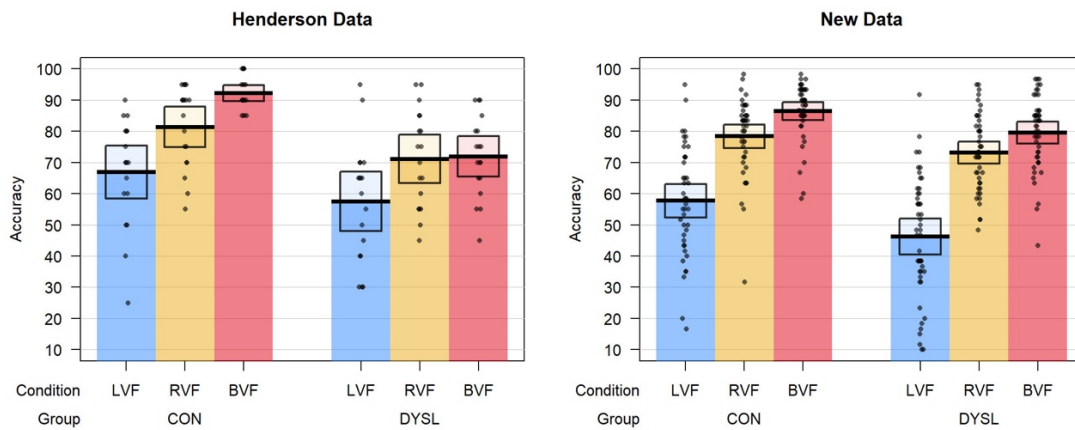 Henderson Data
Accuracy
100
90
80
70
60
50
40
30
20
10
Condition LVF RVF BVF LVF RVF BVF
Group CON DYSL
New Data
Accuracy
100
90
80
70
60
50
40
30
20
10
Condition LVF RVF BVF LVF RVF BVF
Group CON DYSL